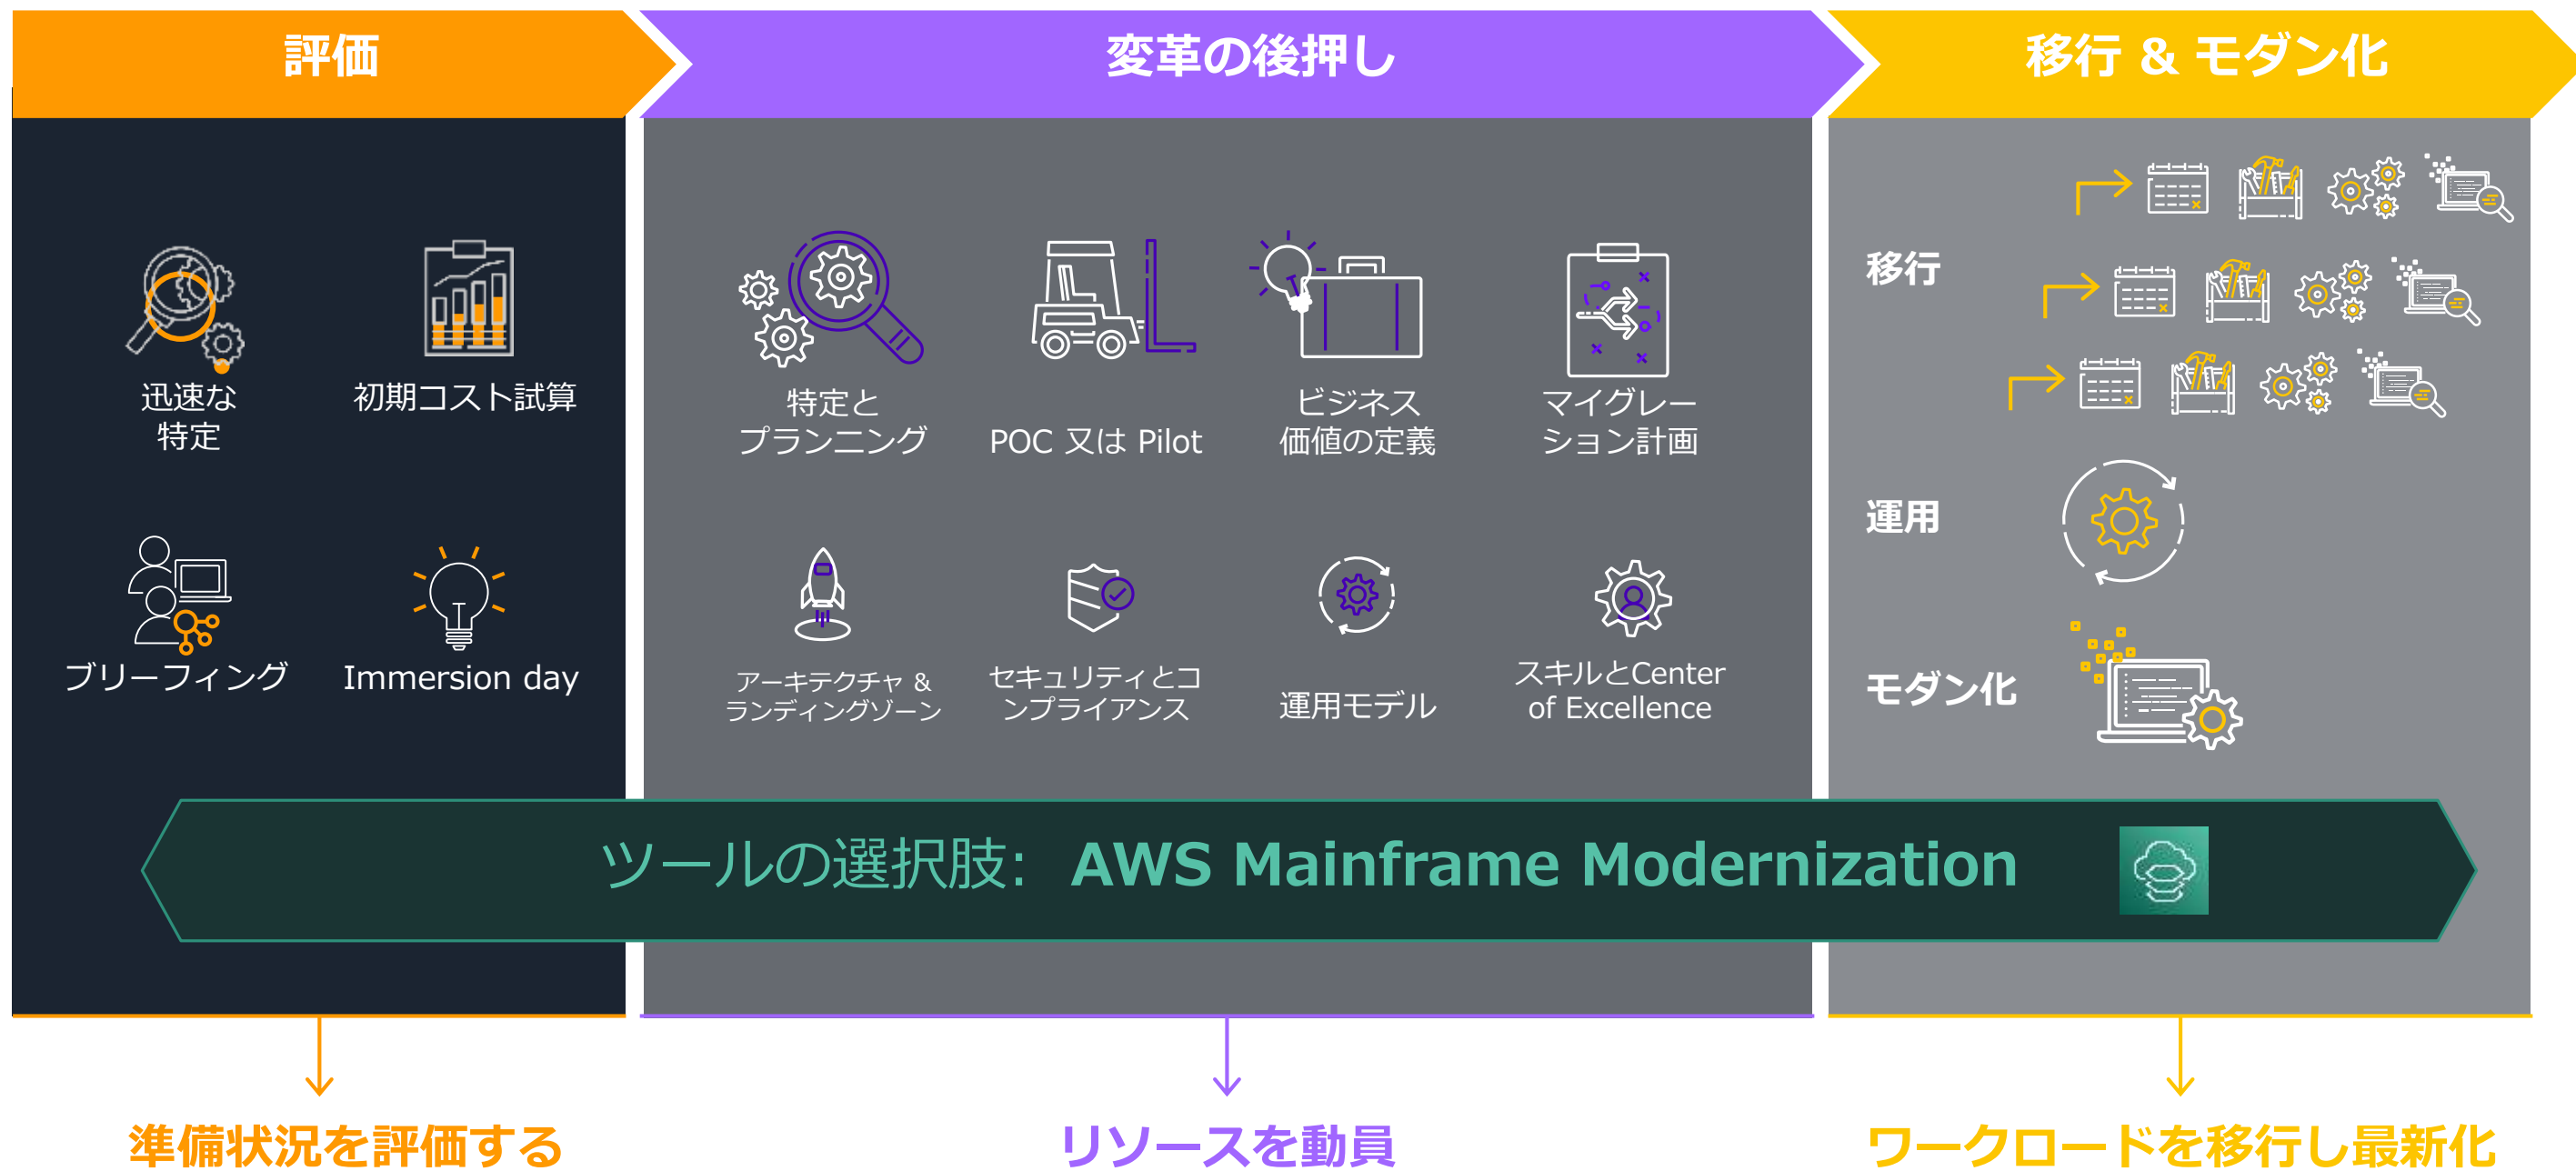 評価
変革の後押し
移行 & モダン化
迅速な
特定
初期コスト試算
ブリーフィング
Immersion day
特定と
プランニング
POC 又は Pilot
ビジネス
価値の定義
マイグレー
ション計画
アーキテクチャ &
ランディングゾーン
セキュリティとコ
ンプライアンス
運用モデル
スキルとCenter
of Excellence
移行
運用
モダン化
ツールの選択肢: AWS Mainframe Modernization
準備状況を評価する
リソースを動員
ワークロードを移行し最新化